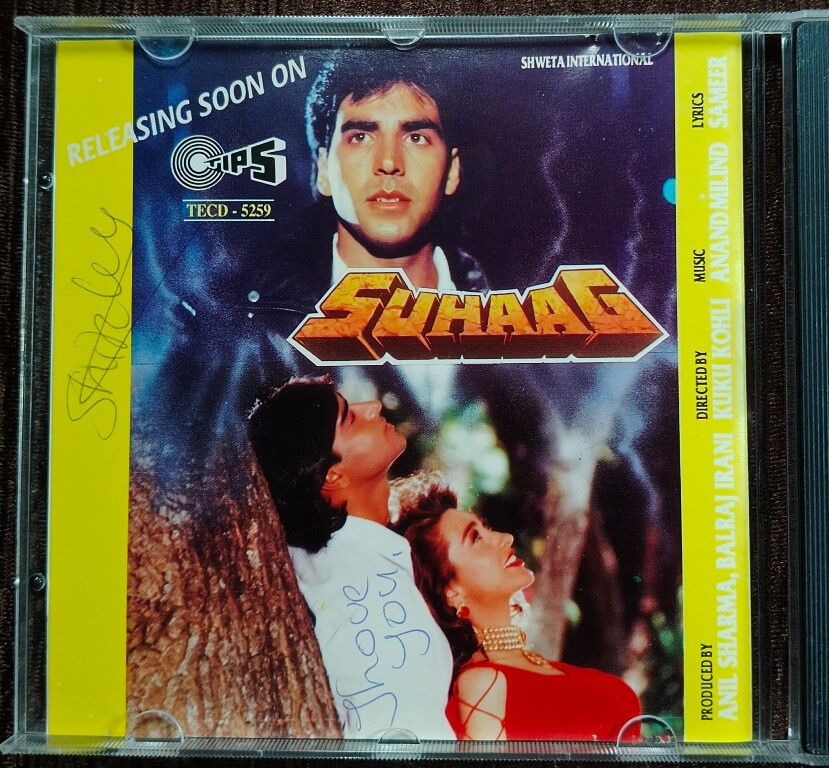 RELEASING SOON ON
TIPS
TECD - 5259
SHWETA INTERNATIONAL
SUHAAG
Shirley
I love
you.
PRODUCED BY
ANIL SHARMA, BALRAJ IRANI
DIRECTED BY
KUKU KOHLI
MUSIC
ANAND MILIND
LYRICS
SAMEER